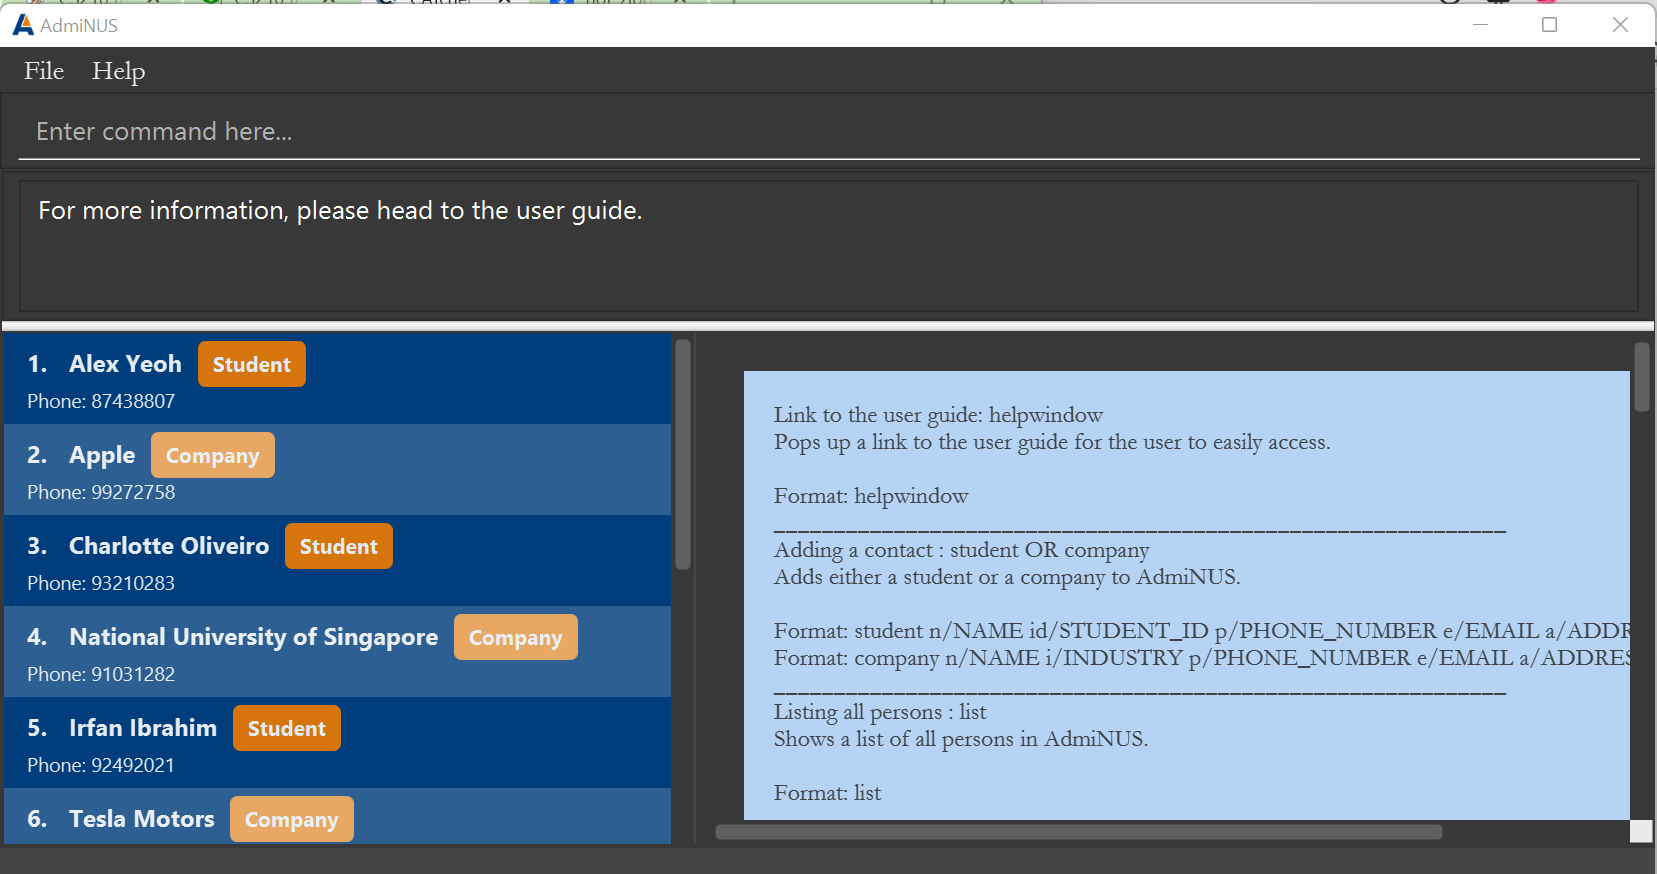 AdmiNUS
File Help
Enter command here...
For more information, please head to the user guide.
1. Alex Yeoh Student
Phone: 87438807
2. Apple Company
Phone: 99272758
3. Charlotte Oliveiro Student
Phone: 93210283
4. National University of Singapore Company
Phone: 91031282
5. Irfan Ibrahim Student
Phone: 92492021
6. Tesla Motors Company
Link to the user guide: helpwindow
Pops up a link to the user guide for the user to easily access.
Format: helpwindow
Adding a contact : student OR company
Adds either a student or a company to AdmiNUS.
Format: student n/NAME id/STUDENT_ID p/PHONE_NUMBER e/EMAIL a/ADDR
Format: company n/NAME i/INDUSTRY p/PHONE_NUMBER e/EMAIL a/ADDRES
Listing all persons : list
Shows a list of all persons in AdmiNUS.
Format: list